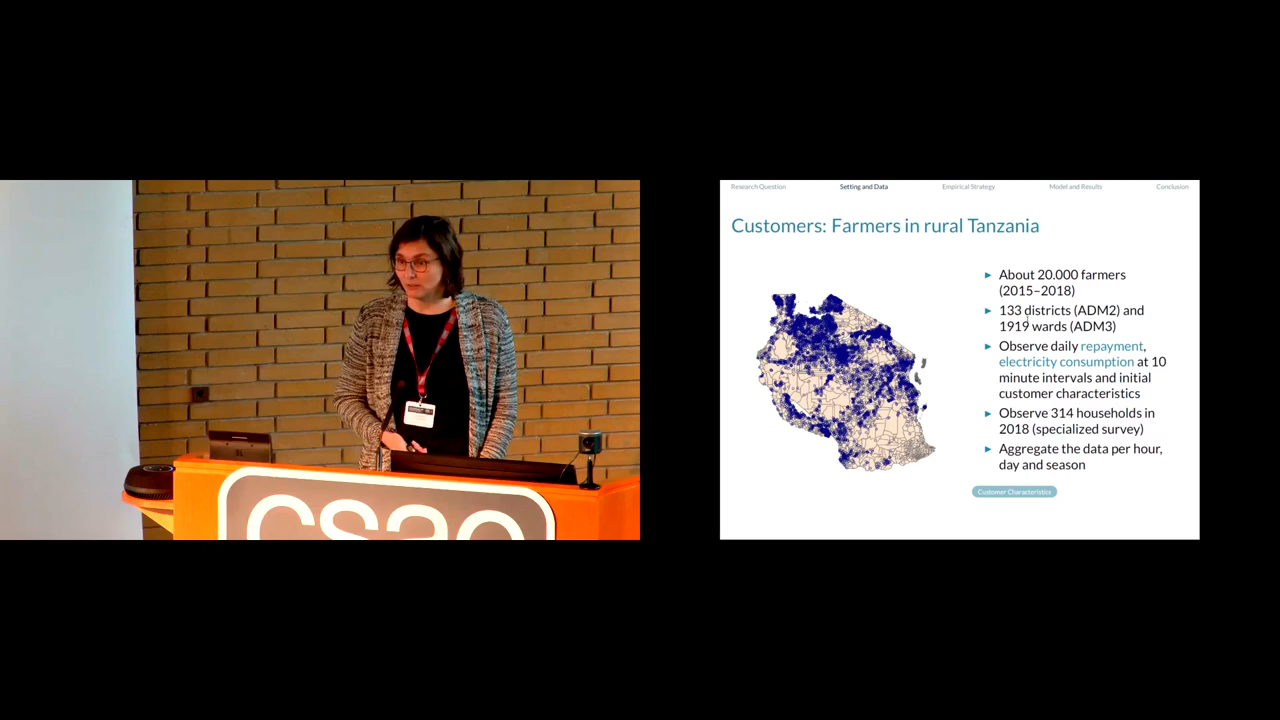 csae
Research Question
Setting and Data
Empirical Strategy
Model and Results
Conclusion
Customers: Farmers in rural Tanzania
► About 20.000 farmers
(2015–2018)
► 133 districts (ADM2) and
1919 wards (ADM3)
► Observe daily repayment,
electricity consumption at 10
minute intervals and initial
customer characteristics
► Observe 314 households in
2018 (specialized survey)
► Aggregate the data per hour,
day and season
Customer Characteristics